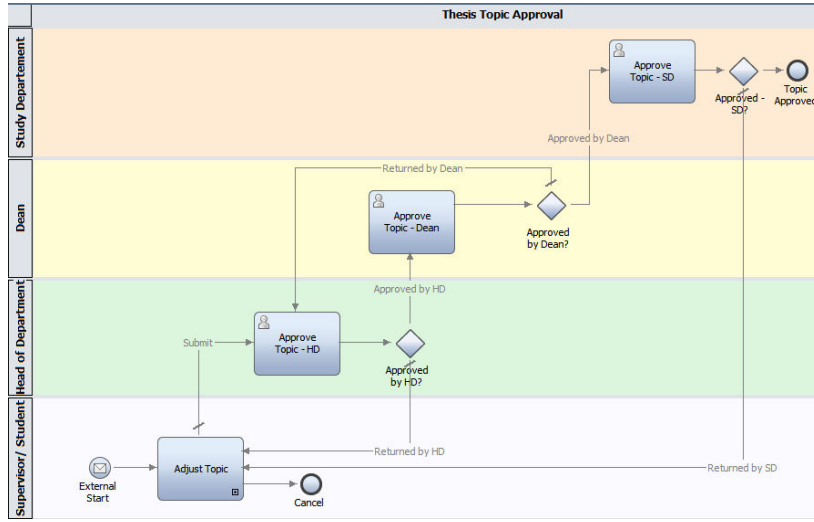 Thesis Topic Approval
Study Departement
Approve
Topic - SD
Approved -
SD?
Topic
Approved
Approved by Dean
Dean
Returned by Dean
Approve
Topic - Dean
Approved
by Dean?
Head of Department
Approved by HD
Submit
Approve
Topic - HD
Approved
by HD?
Supervisor/ Student
Returned by HD
Returned by SD
External
Start
Adjust Topic
Cancel